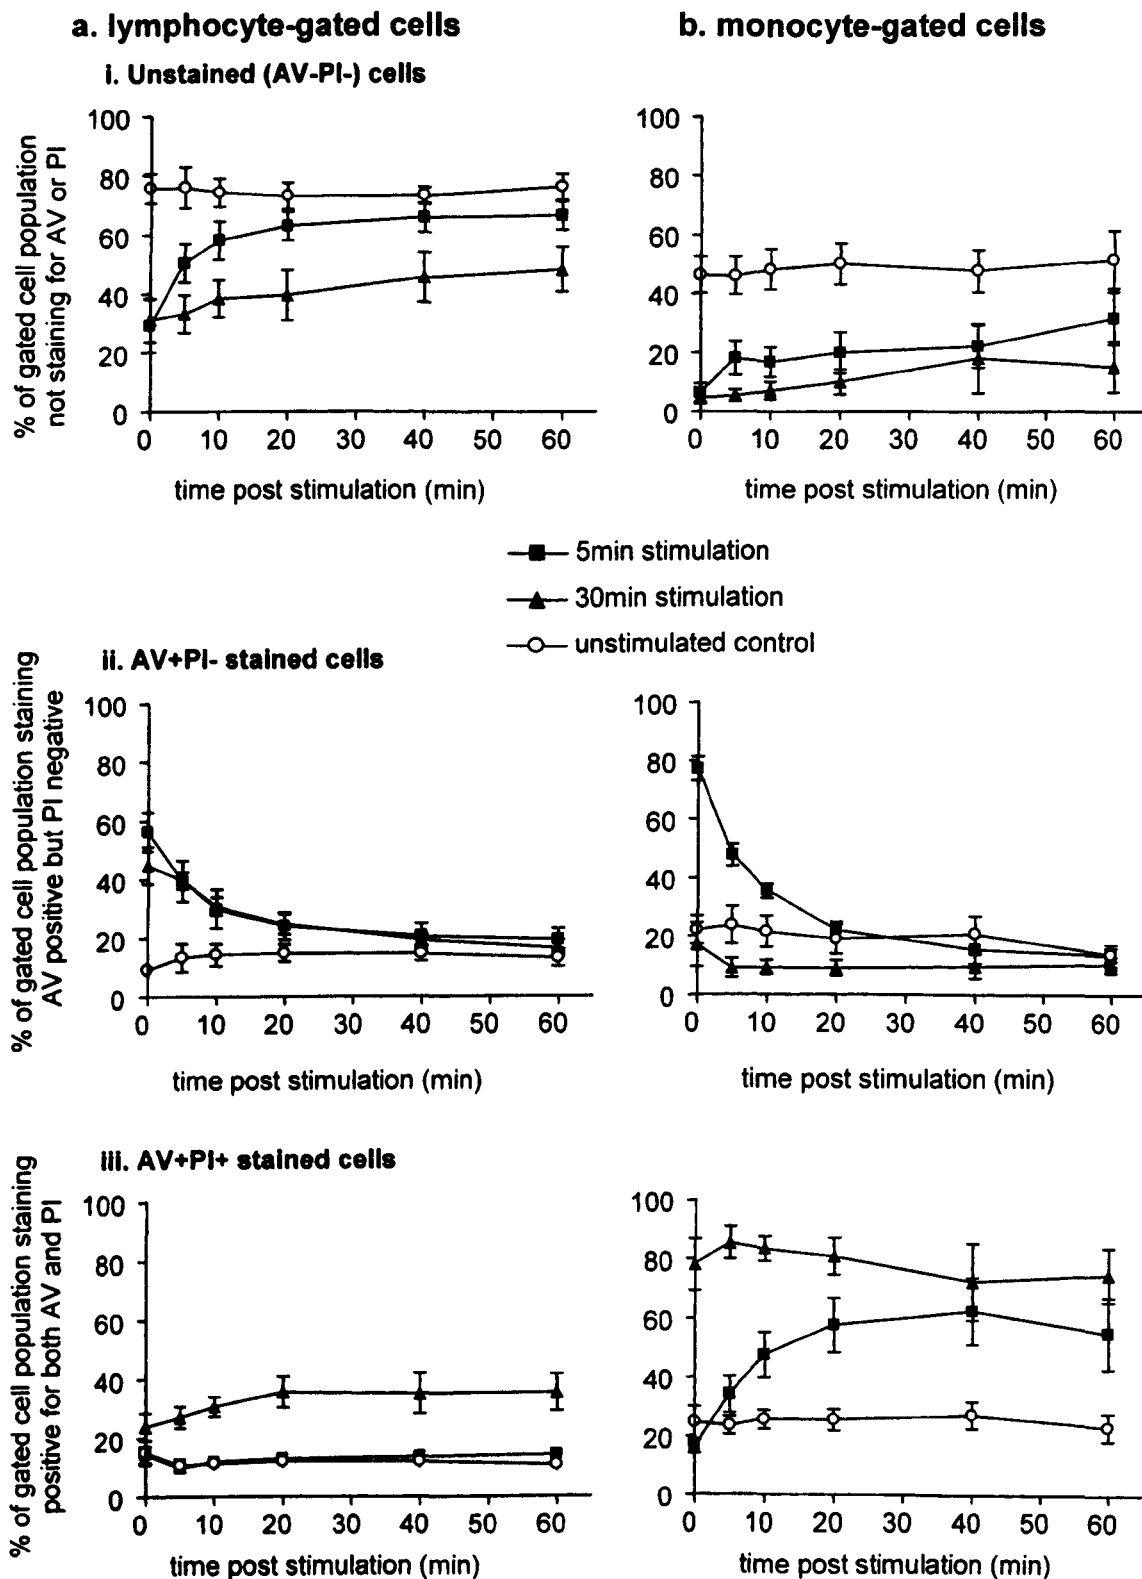 a. lymphocyte-gated cells
b. monocyte-gated cells
i. Unstained (AV-PI-) cells
% of gated cell population
not staining for AV or PI
100
80
60
40
20
0
0 10 20 30 40 50 60
time post stimulation (min)
100
80
60
40
20
0
0 10 20 30 40 50 60
time post stimulation (min)
5min stimulation
30min stimulation
unstimulated control
ii. AV+PI- stained cells
% of gated cell population staining
AV positive but PI negative
100
80
60
40
20
0
0 10 20 30 40 50 60
time post stimulation (min)
100
80
60
40
20
0
0 10 20 30 40 50 60
time post stimulation (min)
iii. AV+PI+ stained cells
% of gated cell population staining
positive for both AV and PI
100
80
60
40
20
0
0 10 20 30 40 50 60
time post stimulation (min)
100
80
60
40
20
0
0 10 20 30 40 50 60
time post stimulation (min)